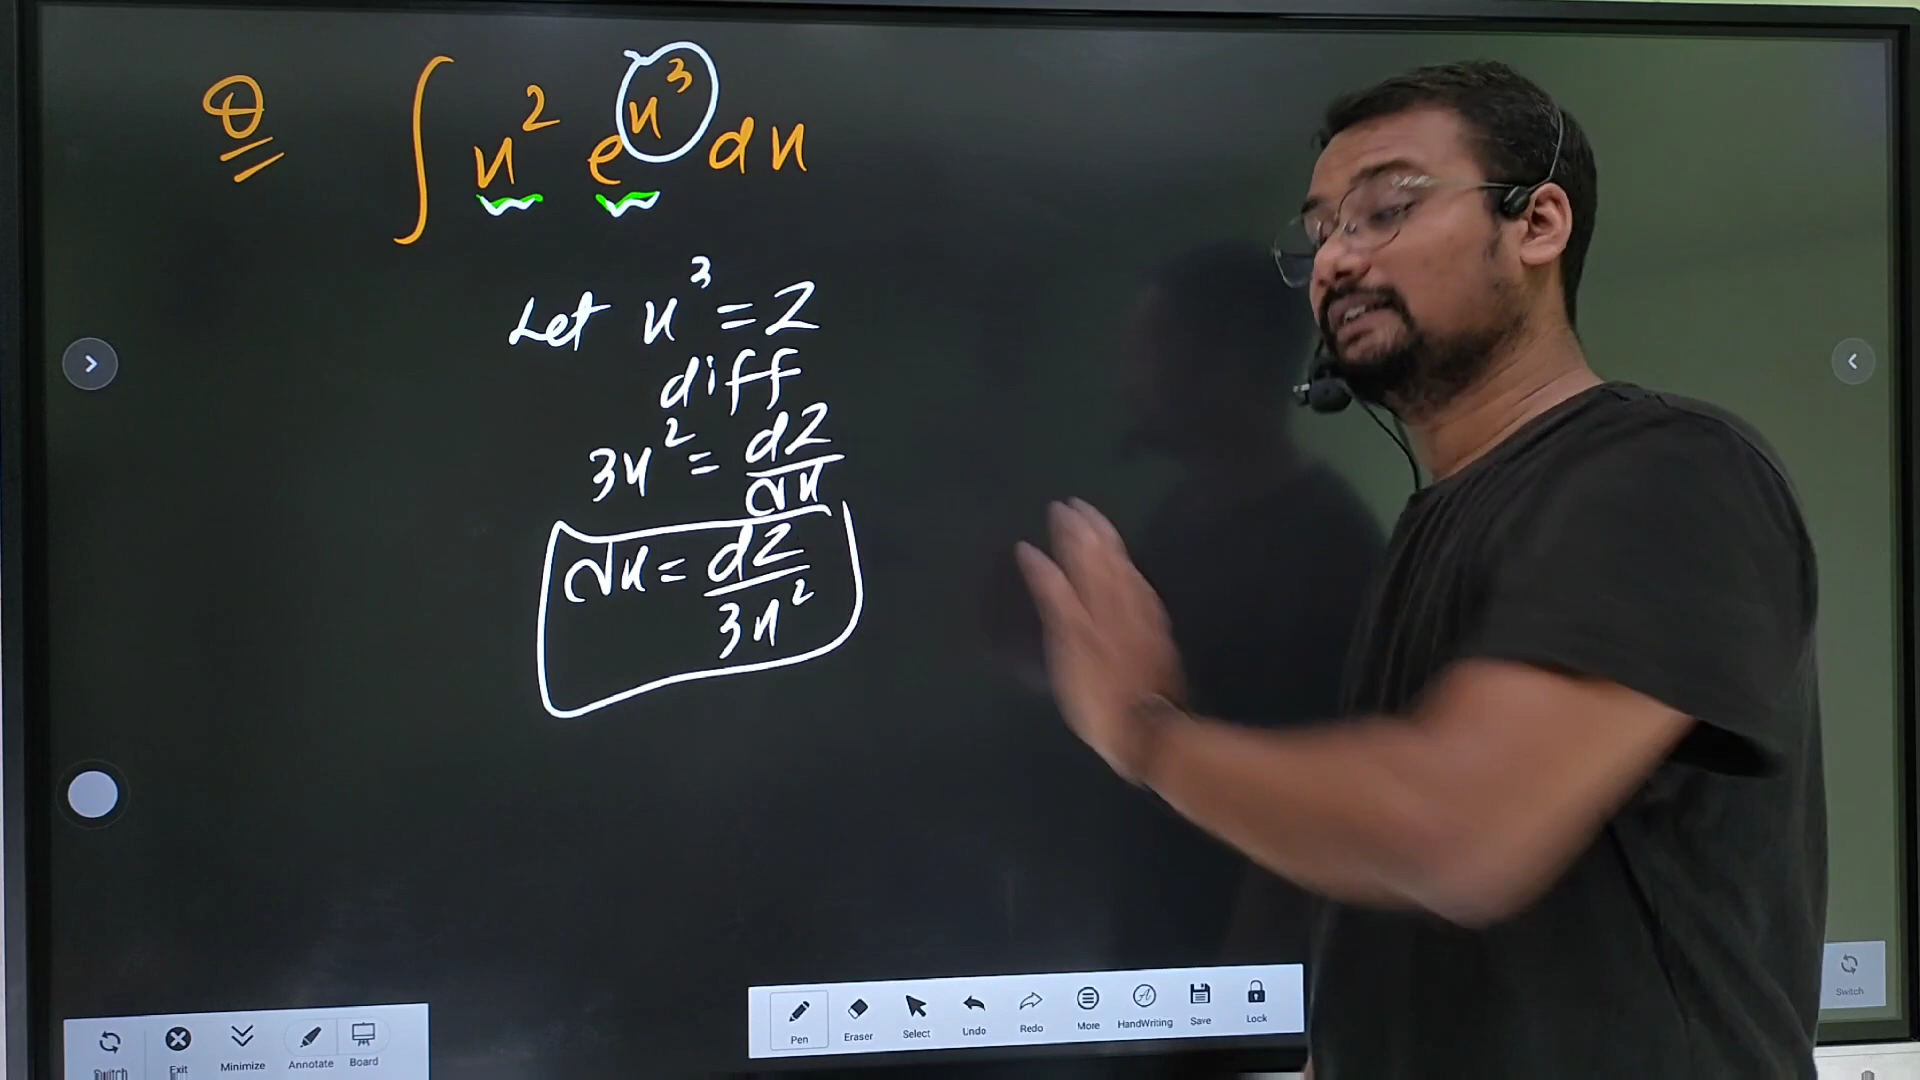 Q ∫ x² e^x³ dx
Let x³ = z
diff
3x² = dz/dx
dx = dz/3x²
Switch
Exit
Minimize
Annotate
Board
Pen
Eraser
Select
Undo
Redo
More
HandWriting
Save
Lock
Switch